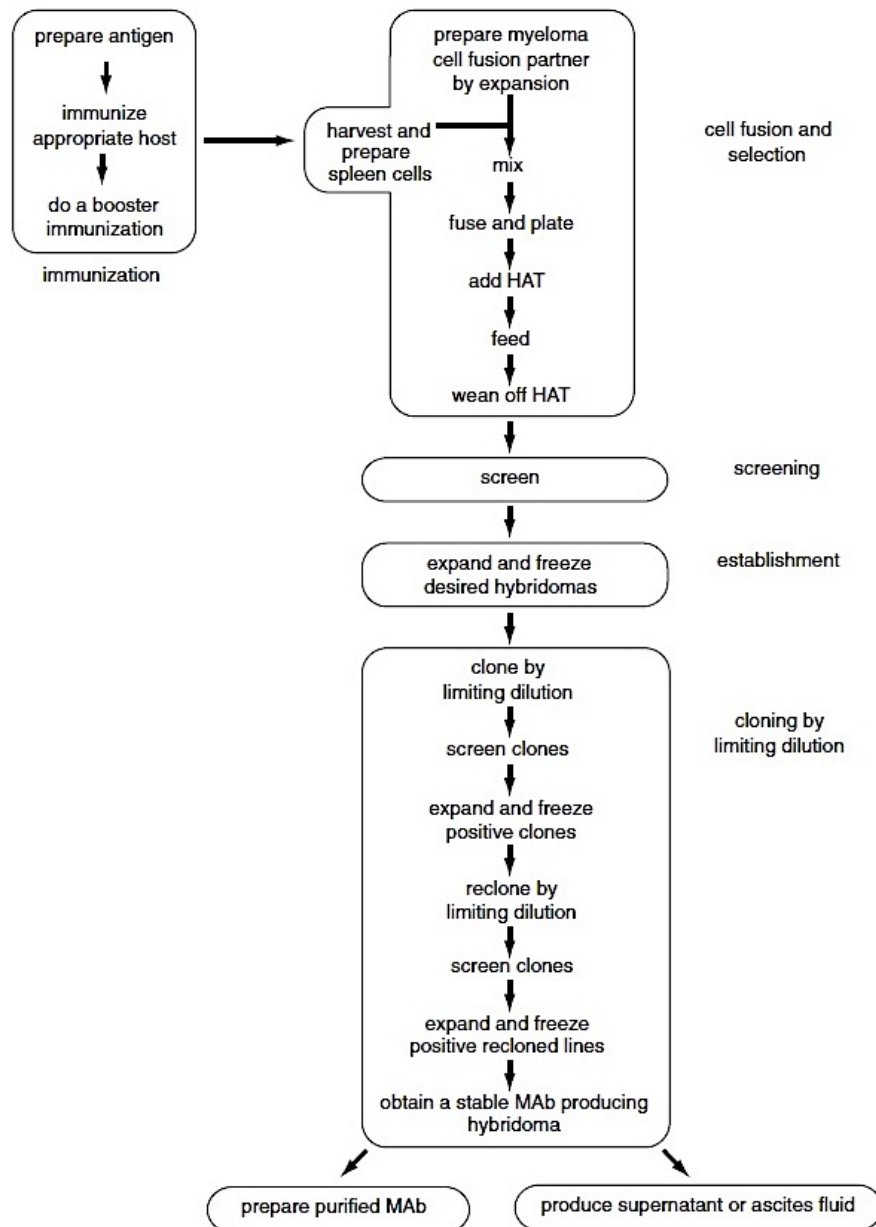 prepare antigen
immunize
appropriate host
do a booster
immunization
immunization
prepare myeloma
cell fusion partner
by expansion
harvest and
prepare
spleen cells
mix
fuse and plate
add HAT
feed
wean off HAT
cell fusion and
selection
screen
screening
expand and freeze
desired hybridomas
establishment
clone by
limiting dilution
screen clones
expand and freeze
positive clones
reclone by
limiting dilution
screen clones
expand and freeze
positive recloned lines
obtain a stable MAb producing
hybridoma
cloning by
limiting dilution
prepare purified MAb
produce supernatant or ascites fluid